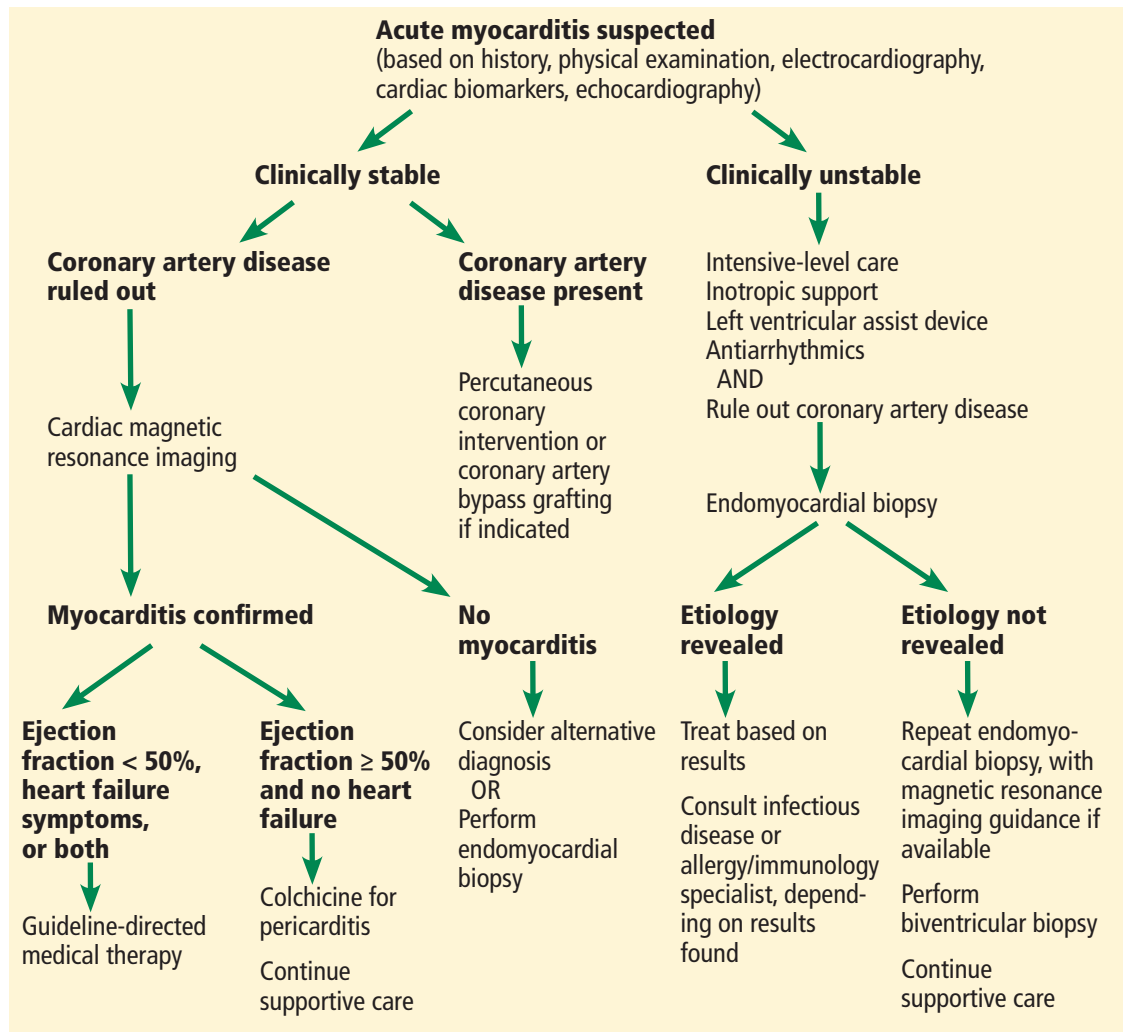 Acute myocarditis suspected
(based on history, physical examination, electrocardiography,
cardiac biomarkers, echocardiography)
Clinically stable
Clinically unstable
Coronary artery disease
ruled out
Coronary artery
disease present
Intensive-level care
Inotropic support
Left ventricular assist device
Antiarrhythmics
AND
Rule out coronary artery disease
Cardiac magnetic
resonance imaging
Percutaneous
coronary
intervention or
coronary artery
bypass grafting
if indicated
Endomyocardial biopsy
Myocarditis confirmed
No
myocarditis
Etiology
revealed
Etiology not
revealed
Ejection
fraction < 50%,
heart failure
symptoms,
or both
Ejection
fraction ≥ 50%
and no heart
failure
Consider alternative
diagnosis
OR
Perform
endomyocardial
biopsy
Treat based on
results
Consult infectious
disease or
allergy/immunology
specialist, depend-
ing on results
found
Repeat endomyo-
cardial biopsy, with
magnetic resonance
imaging guidance if
available
Perform
biventricular biopsy
Continue
supportive care
Guideline-directed
medical therapy
Colchicine for
pericarditis
Continue
supportive care